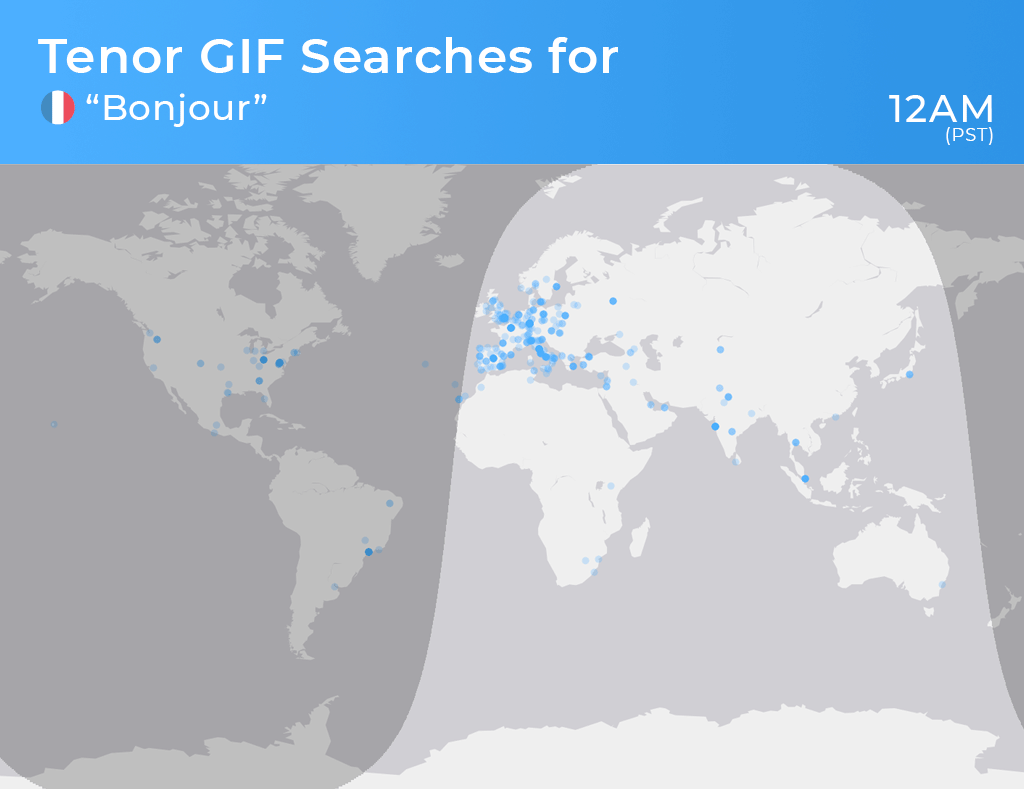 Tenor GIF Searches for
“Bonjour”
12AM
(PST)